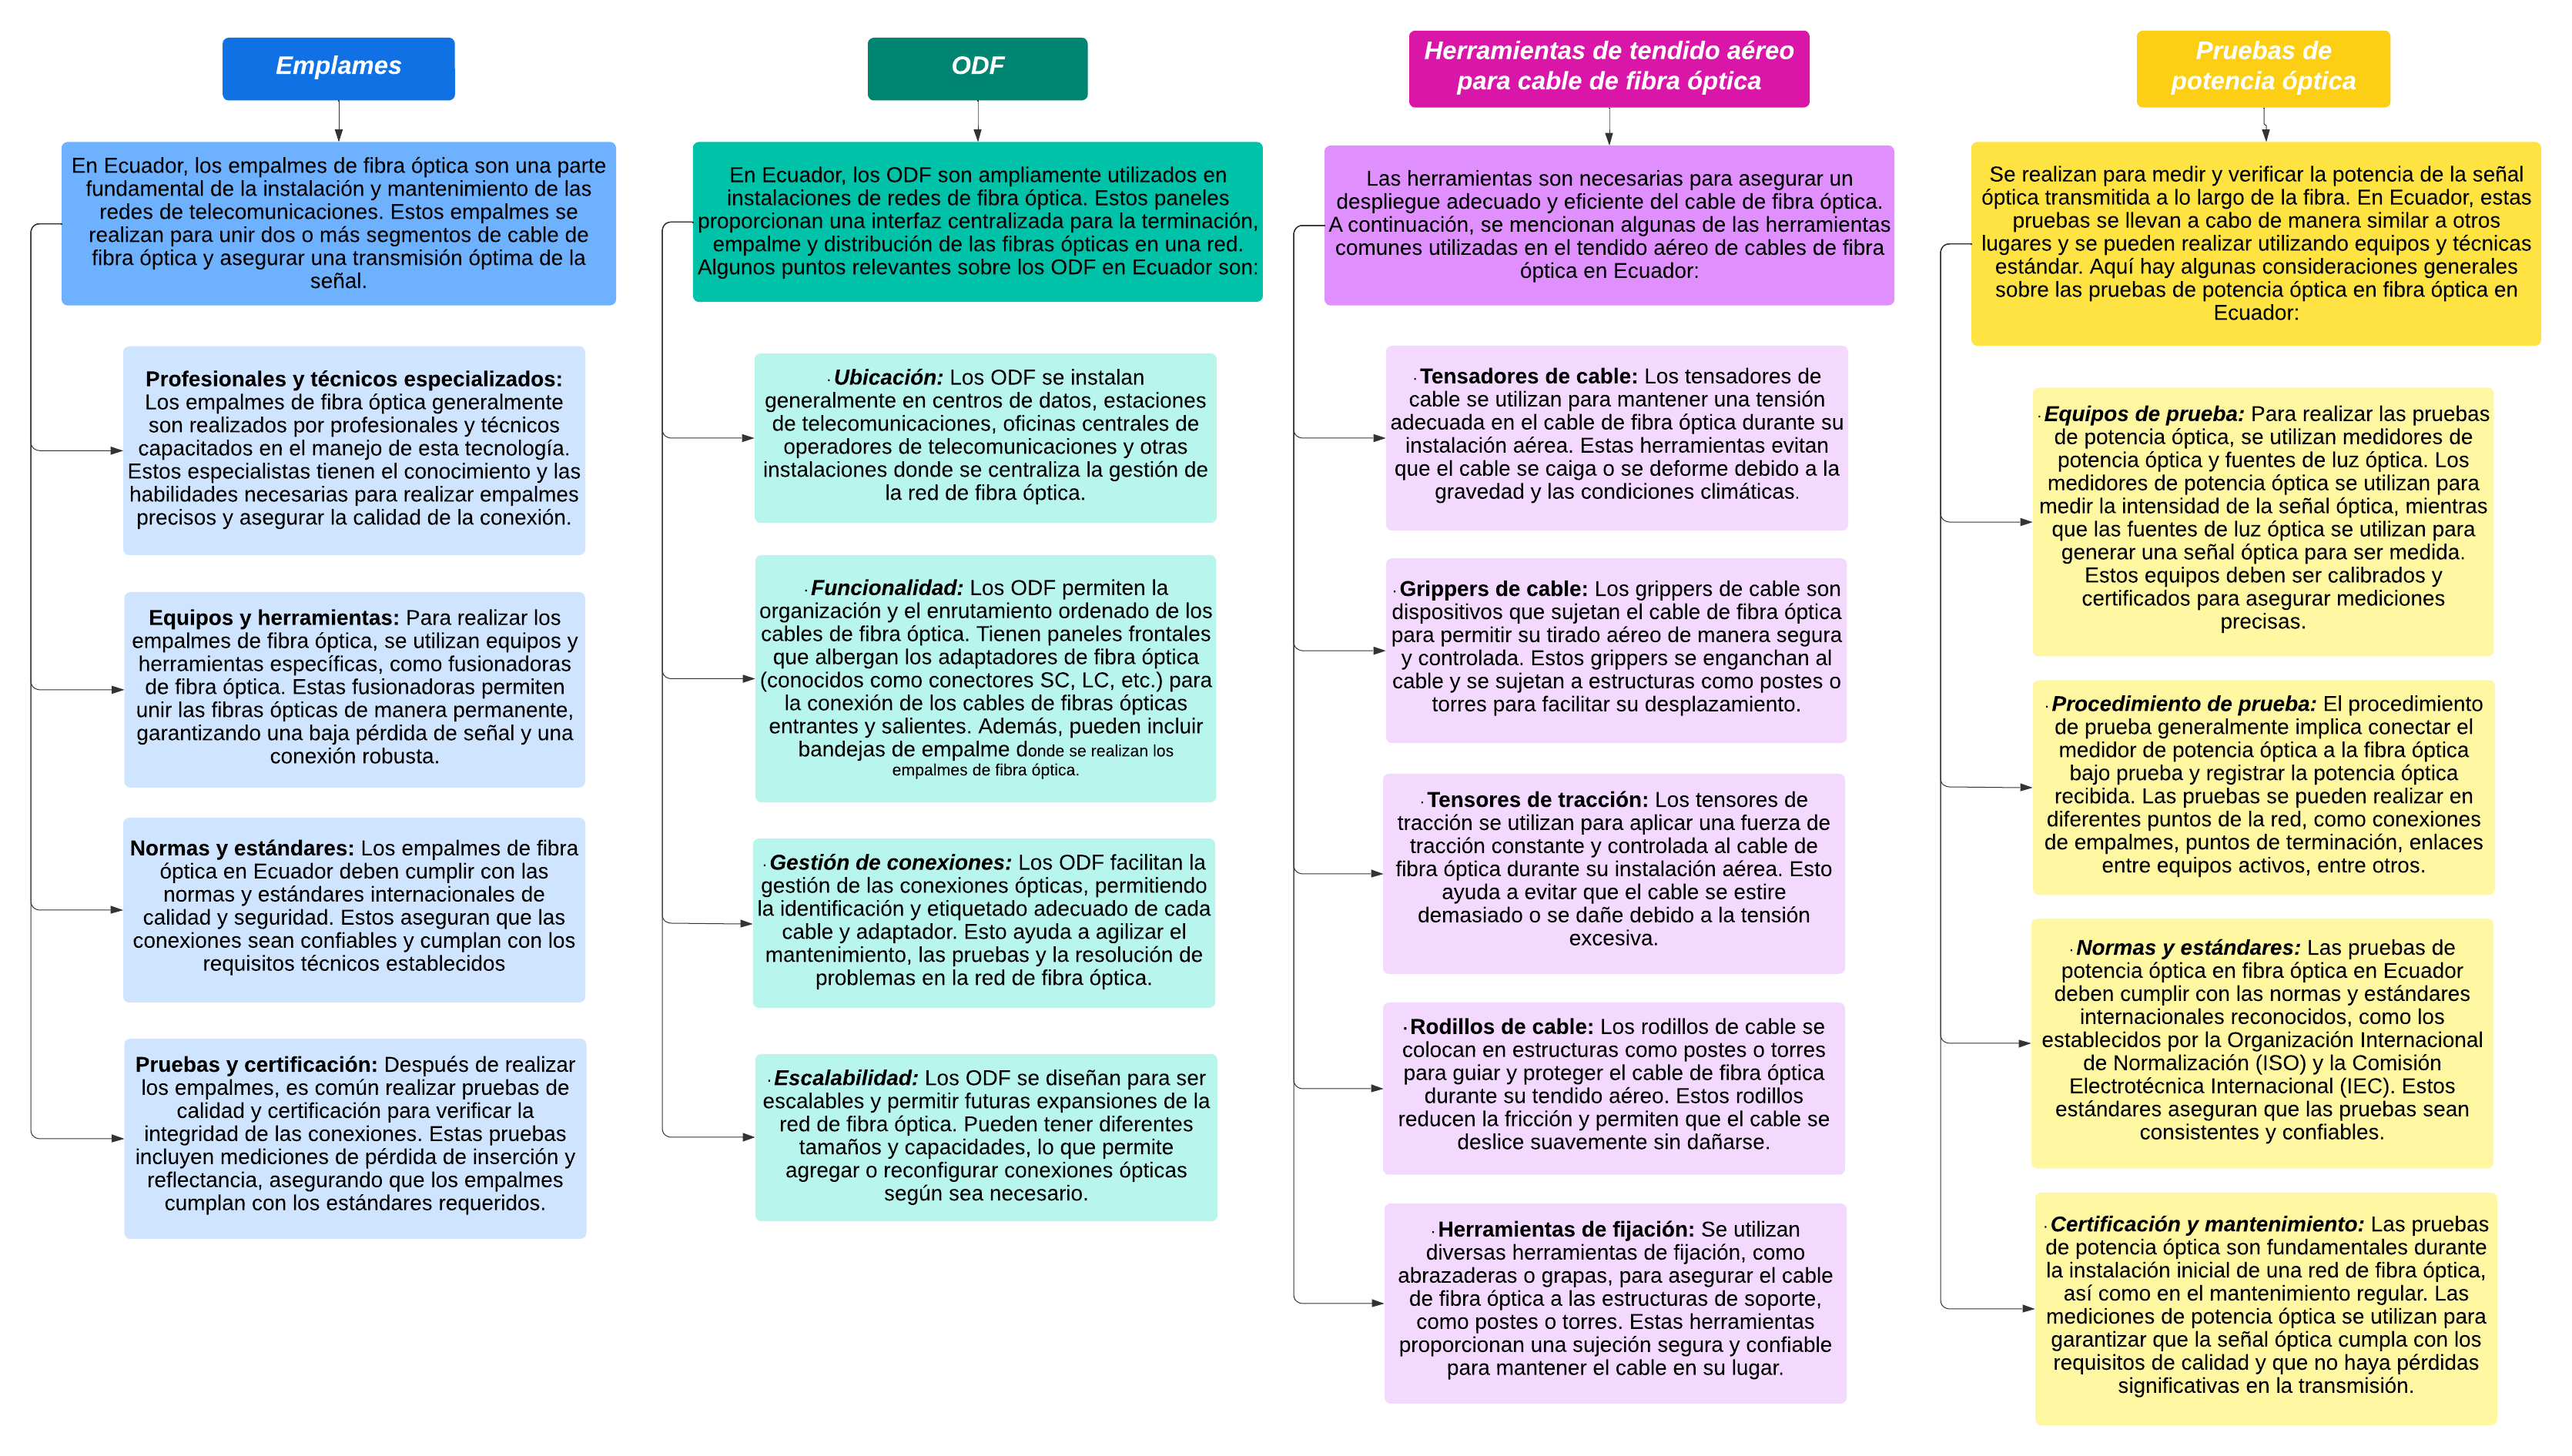 Emplames
En Ecuador, los empalmes de fibra óptica son una parte
fundamental de la instalación y mantenimiento de las
redes de telecomunicaciones. Estos empalmes se
realizan para unir dos o más segmentos de cable de
fibra óptica y asegurar una transmisión óptima de la
señal.
Profesionales y técnicos especializados:
Los empalmes de fibra óptica generalmente
son realizados por profesionales y técnicos
capacitados en el manejo de esta tecnología.
Estos especialistas tienen el conocimiento y las
habilidades necesarias para realizar empalmes
precisos y asegurar la calidad de la conexión.
Equipos y herramientas: Para realizar los
empalmes de fibra óptica, se utilizan equipos y
herramientas específicas, como fusionadoras
de fibra óptica. Estas fusionadoras permiten
unir las fibras ópticas de manera permanente,
garantizando una baja pérdida de señal y una
conexión robusta.
Normas y estándares: Los empalmes de fibra
óptica en Ecuador deben cumplir con las
normas y estándares internacionales de
calidad y seguridad. Estos aseguran que las
conexiones sean confiables y cumplan con los
requisitos técnicos establecidos
Pruebas y certificación: Después de realizar
los empalmes, es común realizar pruebas de
calidad y certificación para verificar la
integridad de las conexiones. Estas pruebas
incluyen mediciones de pérdida de inserción y
reflectancia, asegurando que los empalmes
cumplan con los estándares requeridos.
ODF
En Ecuador, los ODF son ampliamente utilizados en
instalaciones de redes de fibra óptica. Estos paneles
proporcionan una interfaz centralizada para la terminación,
empalme y distribución de las fibras ópticas en una red.
Algunos puntos relevantes sobre los ODF en Ecuador son:
· Ubicación: Los ODF se instalan
generalmente en centros de datos, estaciones
de telecomunicaciones, oficinas centrales de
operadores de telecomunicaciones y otras
instalaciones donde se centraliza la gestión de
la red de fibra óptica.
· Funcionalidad: Los ODF permiten la
organización y el enrutamiento ordenado de los
cables de fibra óptica. Tienen paneles frontales
que albergan los adaptadores de fibra óptica
(conocidos como conectores SC, LC, etc.) para
la conexión de los cables de fibras ópticas
entrantes y salientes. Además, pueden incluir
bandejas de empalme donde se realizan los
empalmes de fibra óptica.
· Gestión de conexiones: Los ODF facilitan la
gestión de las conexiones ópticas, permitiendo
la identificación y etiquetado adecuado de cada
cable y adaptador. Esto ayuda a agilizar el
mantenimiento, las pruebas y la resolución de
problemas en la red de fibra óptica.
· Escalabilidad: Los ODF se diseñan para ser
escalables y permitir futuras expansiones de la
red de fibra óptica. Pueden tener diferentes
tamaños y capacidades, lo que permite
agregar o reconfigurar conexiones ópticas
según sea necesario.
Herramientas de tendido aéreo
para cable de fibra óptica
Las herramientas son necesarias para asegurar un
despliegue adecuado y eficiente del cable de fibra óptica.
A continuación, se mencionan algunas de las herramientas
comunes utilizadas en el tendido aéreo de cables de fibra
óptica en Ecuador:
· Tensadores de cable: Los tensadores de
cable se utilizan para mantener una tensión
adecuada en el cable de fibra óptica durante su
instalación aérea. Estas herramientas evitan
que el cable se caiga o se deforme debido a la
gravedad y las condiciones climáticas.
· Grippers de cable: Los grippers de cable son
dispositivos que sujetan el cable de fibra óptica
para permitir su tirado aéreo de manera segura
y controlada. Estos grippers se enganchan al
cable y se sujetan a estructuras como postes o
torres para facilitar su desplazamiento.
· Tensores de tracción: Los tensores de
tracción se utilizan para aplicar una fuerza de
tracción constante y controlada al cable de
fibra óptica durante su instalación aérea. Esto
ayuda a evitar que el cable se estire
demasiado o se dañe debido a la tensión
excesiva.
· Rodillos de cable: Los rodillos de cable se
colocan en estructuras como postes o torres
para guiar y proteger el cable de fibra óptica
durante su tendido aéreo. Estos rodillos
reducen la fricción y permiten que el cable se
deslice suavemente sin dañarse.
· Herramientas de fijación: Se utilizan
diversas herramientas de fijación, como
abrazaderas o grapas, para asegurar el cable
de fibra óptica a las estructuras de soporte,
como postes o torres. Estas herramientas
proporcionan una sujeción segura y confiable
para mantener el cable en su lugar.
Pruebas de
potencia óptica
Se realizan para medir y verificar la potencia de la señal
óptica transmitida a lo largo de la fibra. En Ecuador, estas
pruebas se llevan a cabo de manera similar a otros
lugares y se pueden realizar utilizando equipos y técnicas
estándar. Aquí hay algunas consideraciones generales
sobre las pruebas de potencia óptica en fibra óptica en
Ecuador:
· Equipos de prueba: Para realizar las pruebas
de potencia óptica, se utilizan medidores de
potencia óptica y fuentes de luz óptica. Los
medidores de potencia óptica se utilizan para
medir la intensidad de la señal óptica, mientras
que las fuentes de luz óptica se utilizan para
generar una señal óptica para ser medida.
Estos equipos deben ser calibrados y
certificados para asegurar mediciones
precisas.
· Procedimiento de prueba: El procedimiento
de prueba generalmente implica conectar el
medidor de potencia óptica a la fibra óptica
bajo prueba y registrar la potencia óptica
recibida. Las pruebas se pueden realizar en
diferentes puntos de la red, como conexiones
de empalmes, puntos de terminación, enlaces
entre equipos activos, entre otros.
· Normas y estándares: Las pruebas de
potencia óptica en fibra óptica en Ecuador
deben cumplir con las normas y estándares
internacionales reconocidos, como los
establecidos por la Organización Internacional
de Normalización (ISO) y la Comisión
Electrotécnica Internacional (IEC). Estos
estándares aseguran que las pruebas sean
consistentes y confiables.
· Certificación y mantenimiento: Las pruebas
de potencia óptica son fundamentales durante
la instalación inicial de una red de fibra óptica,
así como en el mantenimiento regular. Las
mediciones de potencia óptica se utilizan para
garantizar que la señal óptica cumpla con los
requisitos de calidad y que no haya pérdidas
significativas en la transmisión.